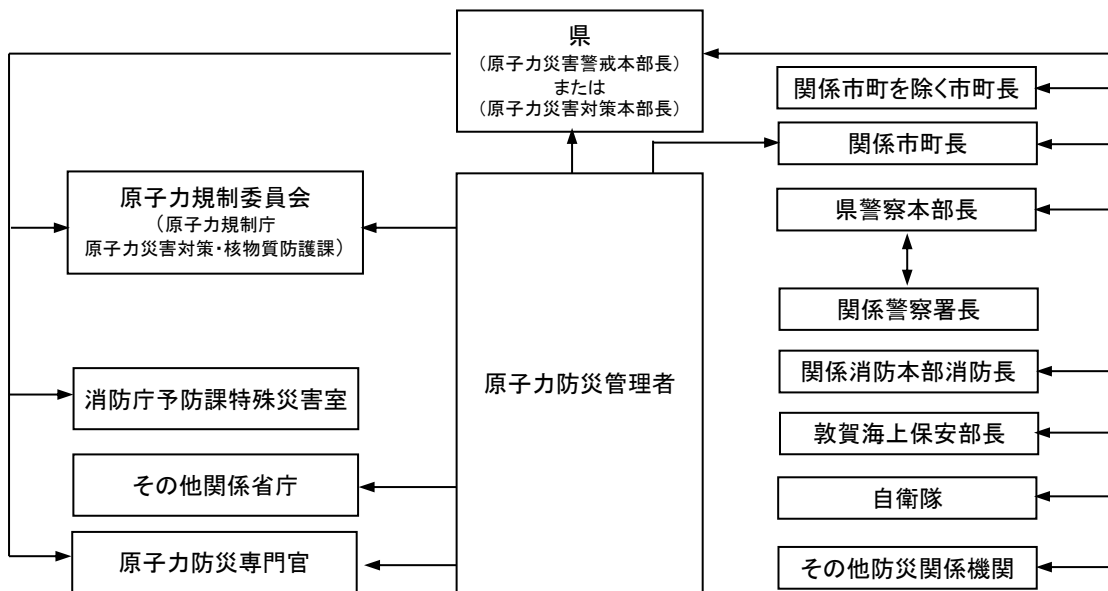 県
（原子力災害警戒本部長）
または
（原子力災害対策本部長）
関係市町を除く市町長
関係市町長
原子力規制委員会
（原子力規制庁
原子力災害対策・核物質防護課）
県警察本部長
関係警察署長
原子力防災管理者
関係消防本部消防長
消防庁予防課特殊災害室
敦賀海上保安部長
その他関係省庁
自衛隊
原子力防災専門官
その他防災関係機関